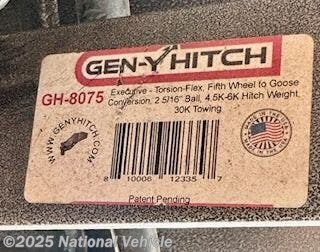 GEN-Y HITCH
GH-8075
Executive - Torsion-Flex, Fifth Wheel to Goose
Conversion, 2 5/16" Ball, 4.5K-6K Hitch Weight,
30K Towing
WWW.GENYHITCH.COM
8 10006 12335 7
MADE IN THE USA
Patent Pending
©2025 National Vehicle